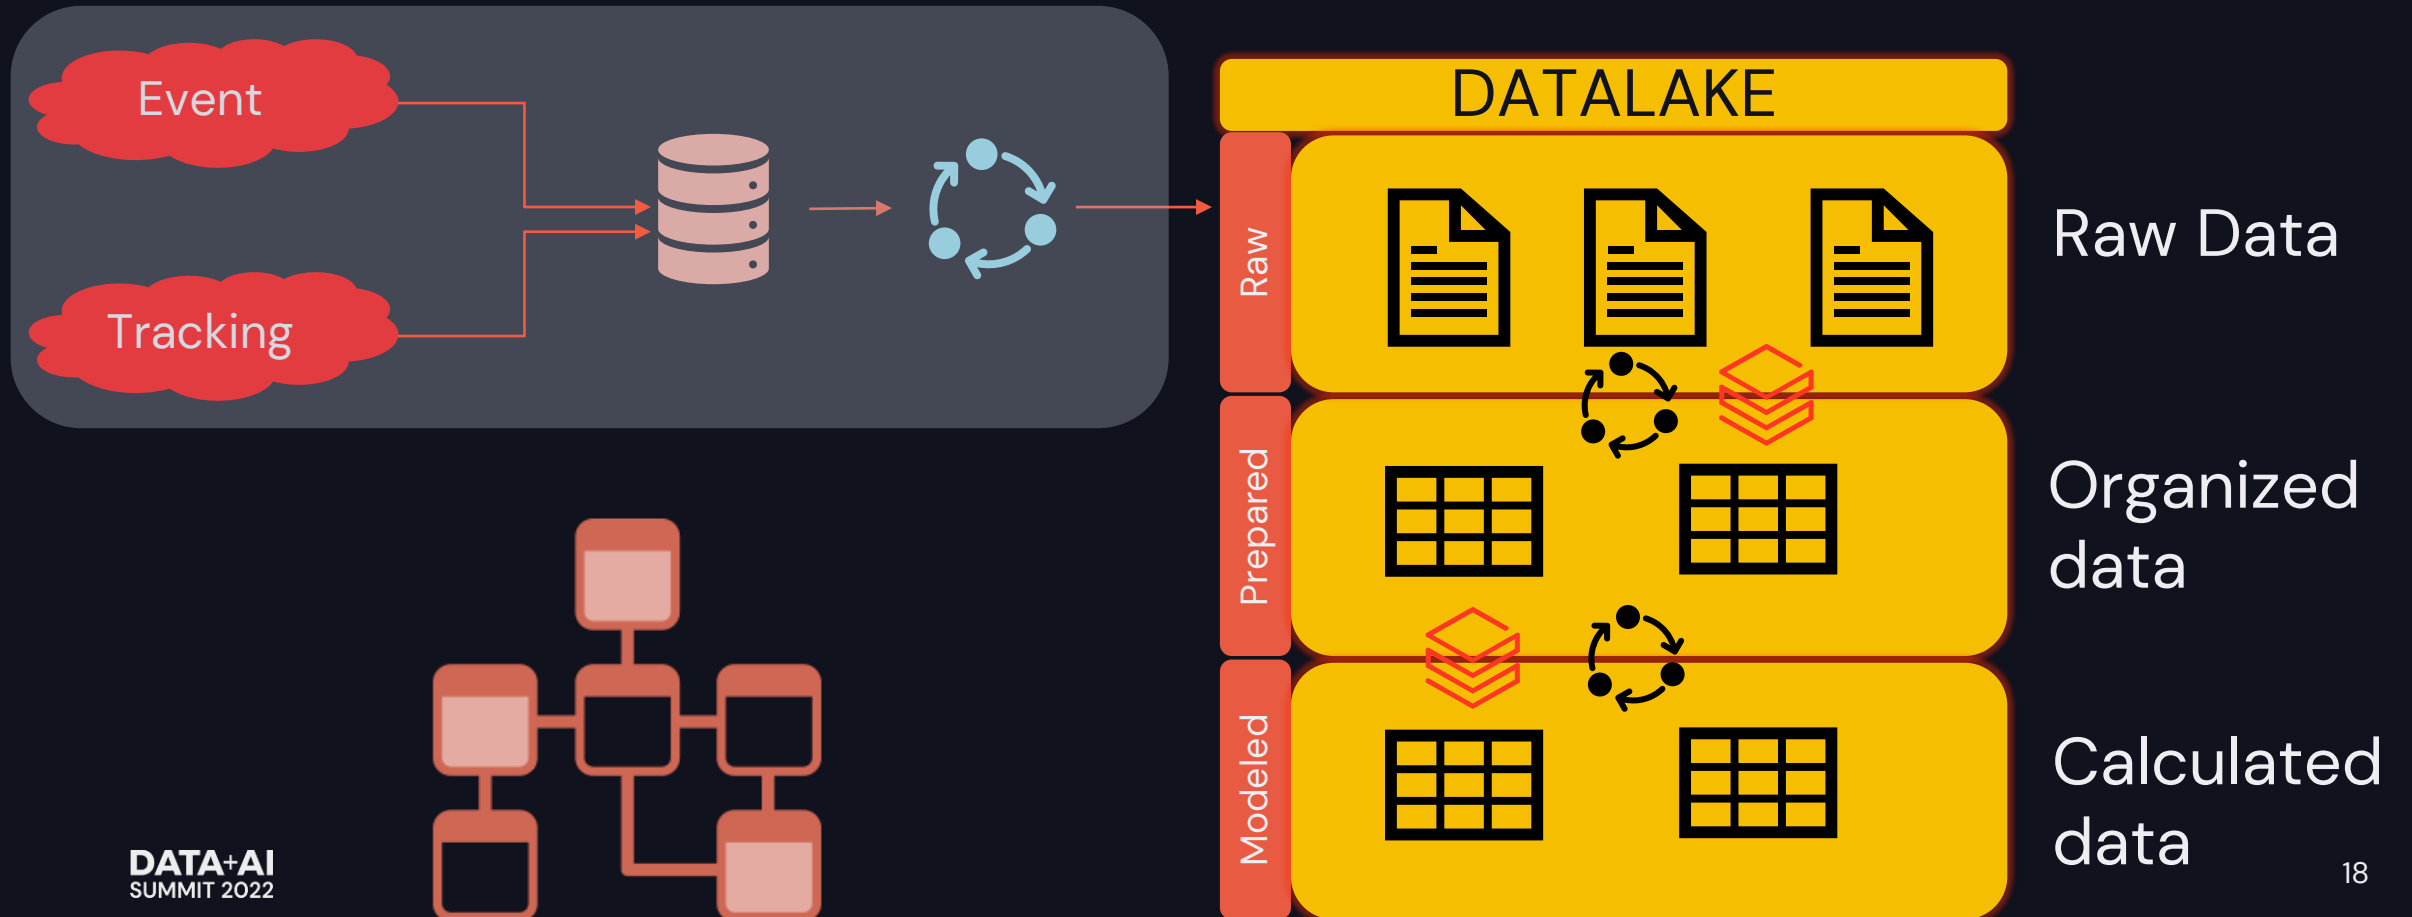 Event
Tracking
DATALAKE
Raw
Raw Data
Prepared
Organized
data
Modeled
Calculated
data
DATA+AI
SUMMIT 2022
18